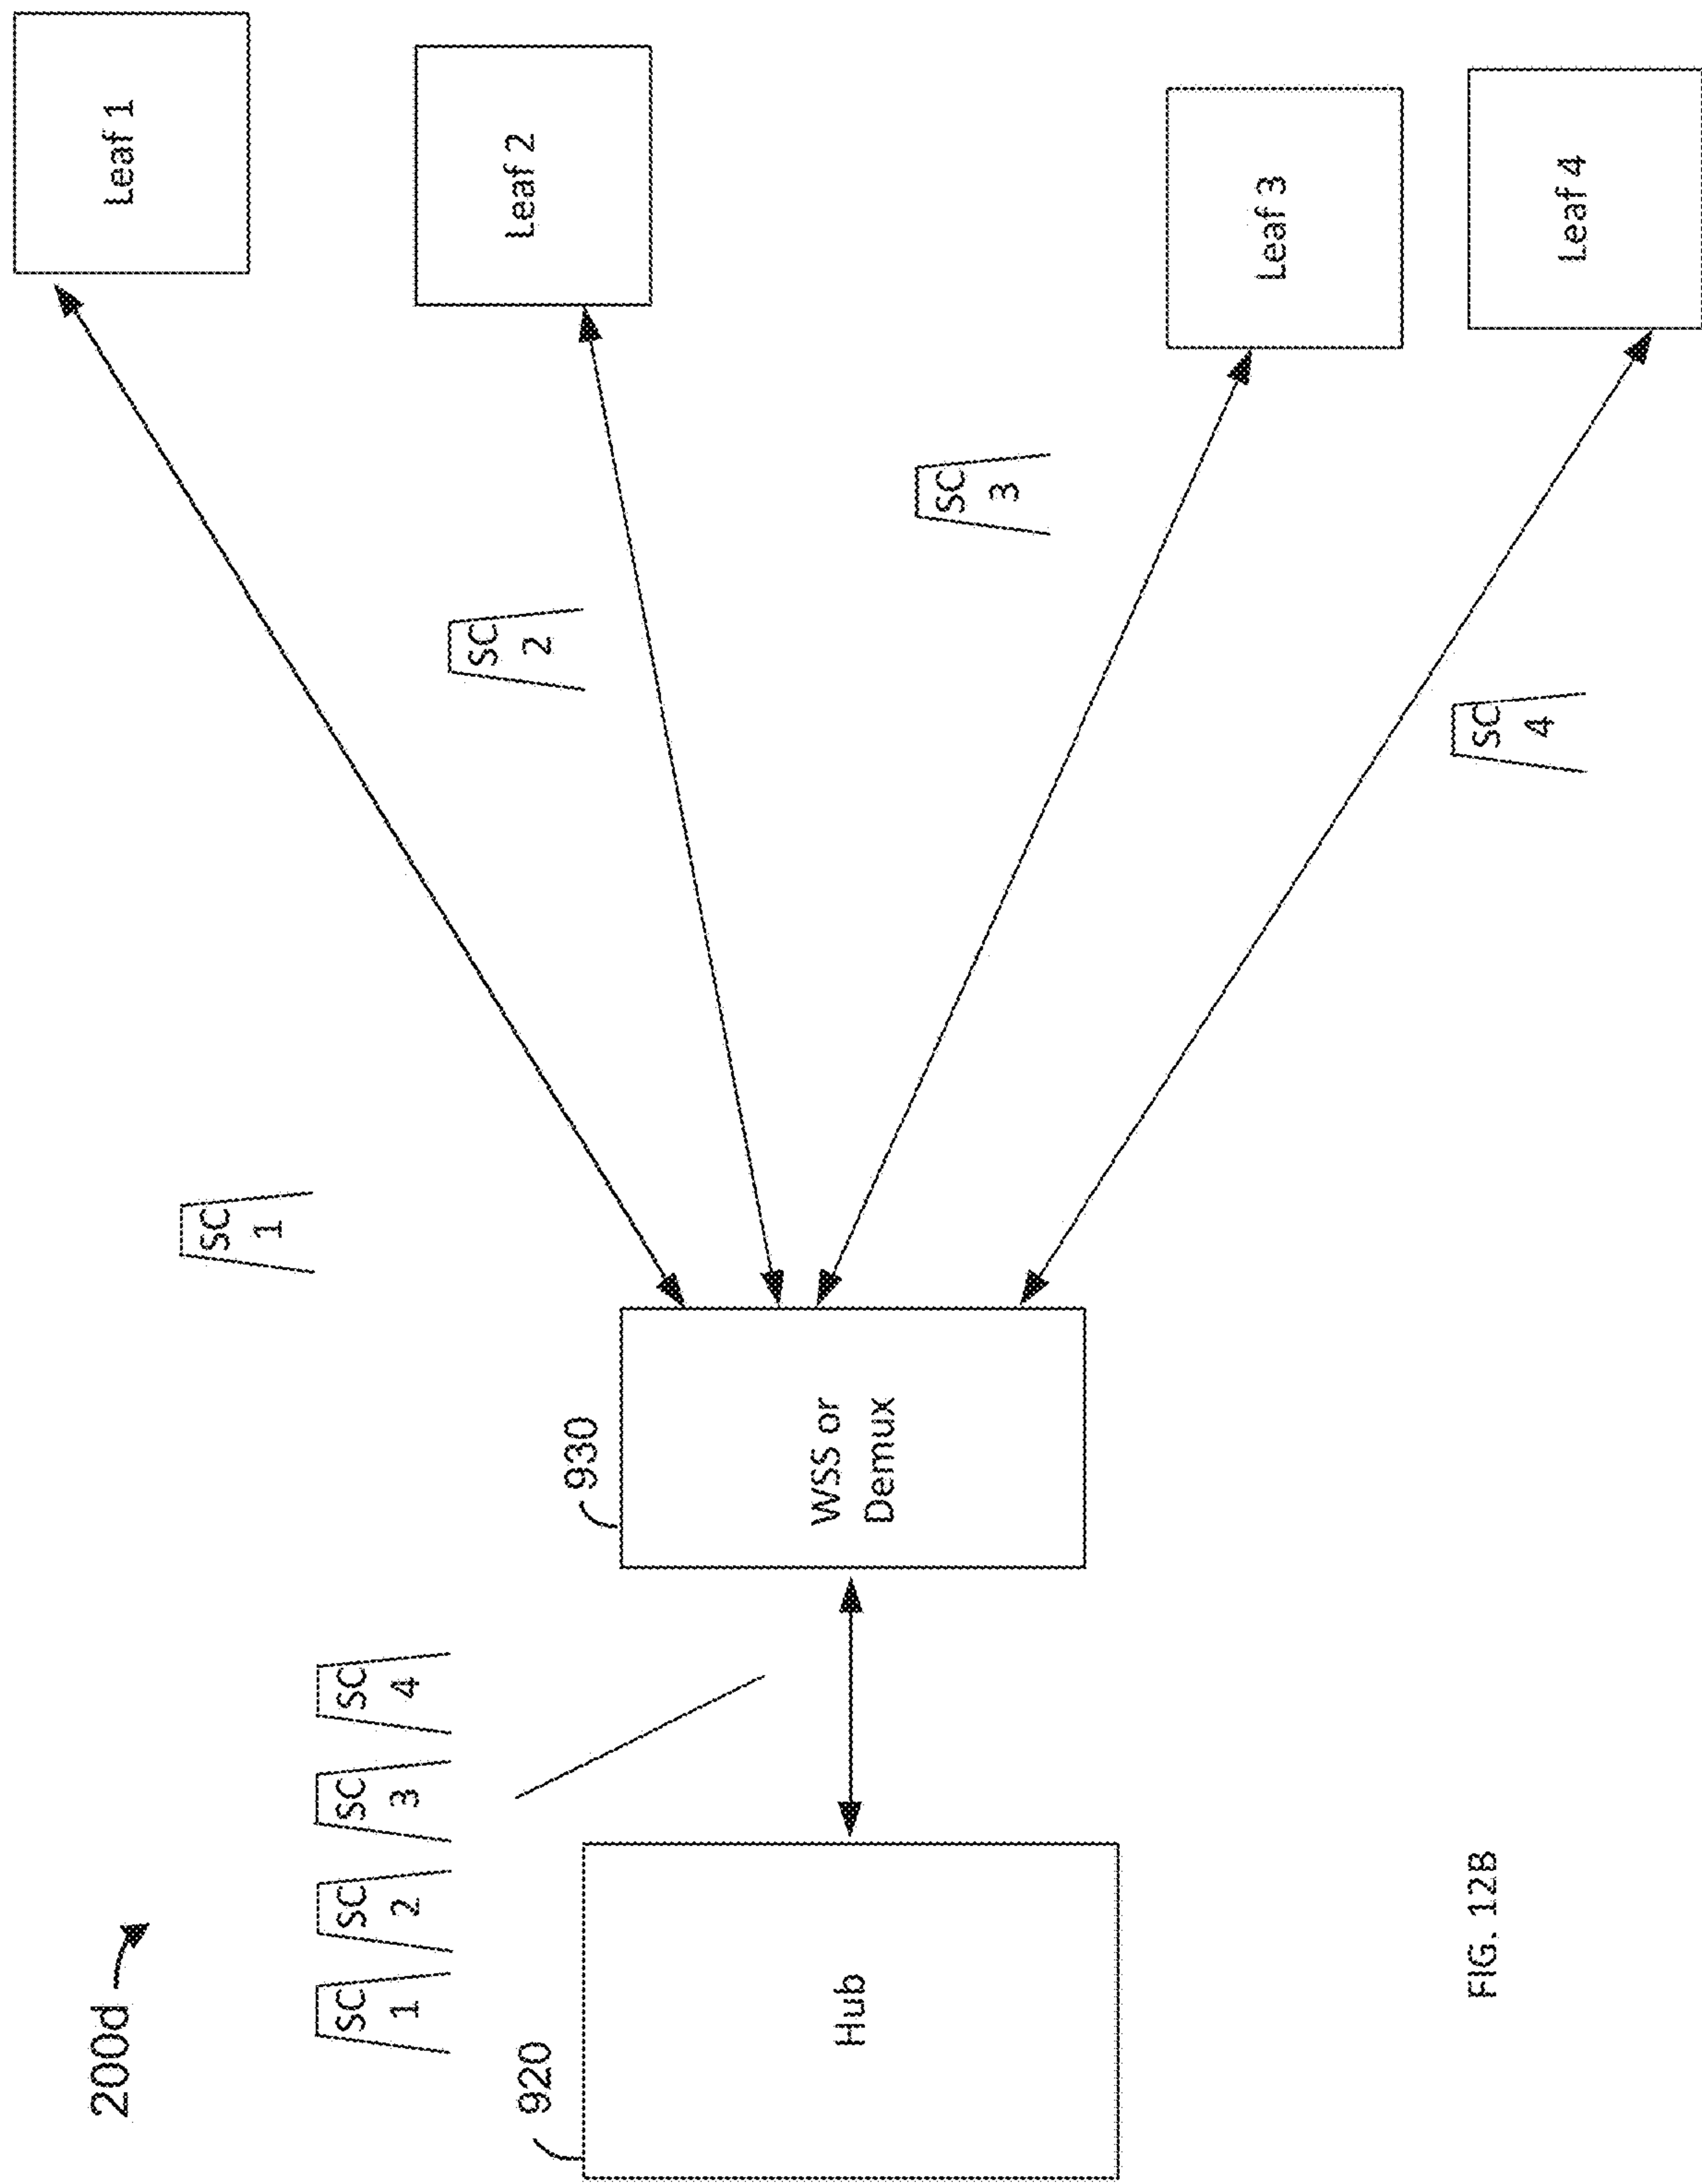 200d
SC
1
SC
2
SC
3
SC
4
920
Hub
930
WSS or
Demux
SC
1
SC
2
SC
3
SC
4
Leaf 1
Leaf 2
Leaf 3
Leaf 4
FIG. 12B